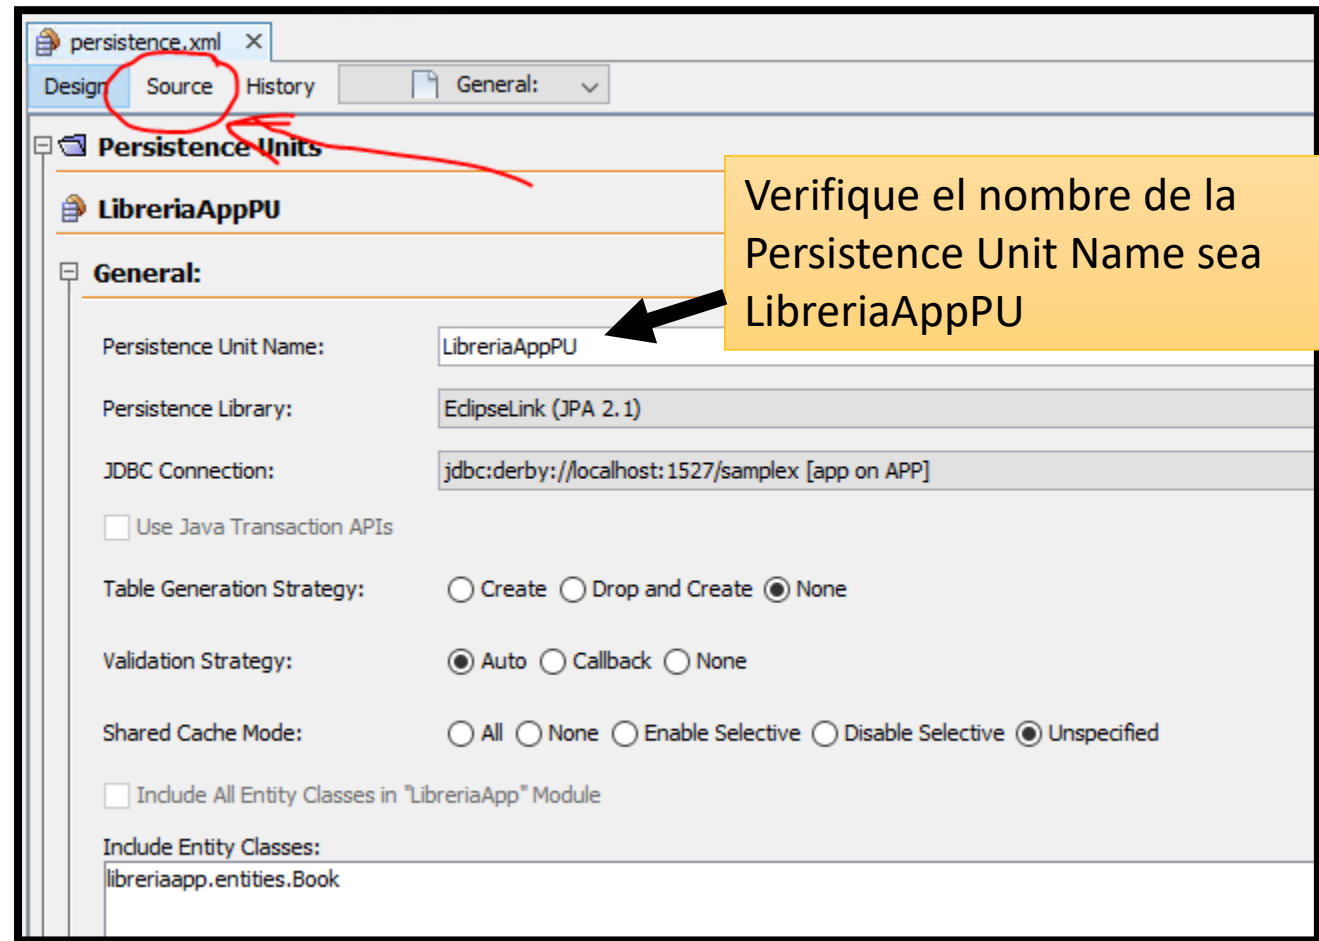 persistence.xml
Design Source History General:
Persistence Units
LibreriaAppPU
Verifique el nombre de la
Persistence Unit Name sea
LibreriaAppPU
General:
Persistence Unit Name: LibreriaAppPU
Persistence Library: EclipseLink (JPA 2.1)
JDBC Connection: jdbc:derby://localhost:1527/samplex [app on APP]
Use Java Transaction APIs
Table Generation Strategy: Create Drop and Create None
Validation Strategy: Auto Callback None
Shared Cache Mode: All None Enable Selective Disable Selective Unspecified
Include All Entity Classes in "LibreriaApp" Module
Include Entity Classes:
libreriaapp.entities.Book